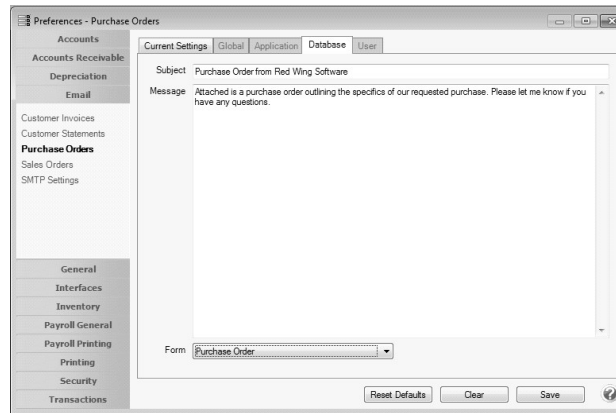 Preferences - Purchase Orders
Accounts
Accounts Receivable
Depreciation
Email
Customer Invoices
Customer Statements
Purchase Orders
Sales Orders
SMTP Settings
General
Interfaces
Inventory
Payroll General
Payroll Printing
Printing
Security
Transactions
Current Settings Global Application Database User
Subject Purchase Order from Red Wing Software
Message Attached is a purchase order outlining the specifics of our requested purchase. Please let me know if you
have any questions.
Form Purchase Order
Reset Defaults Clear Save ?